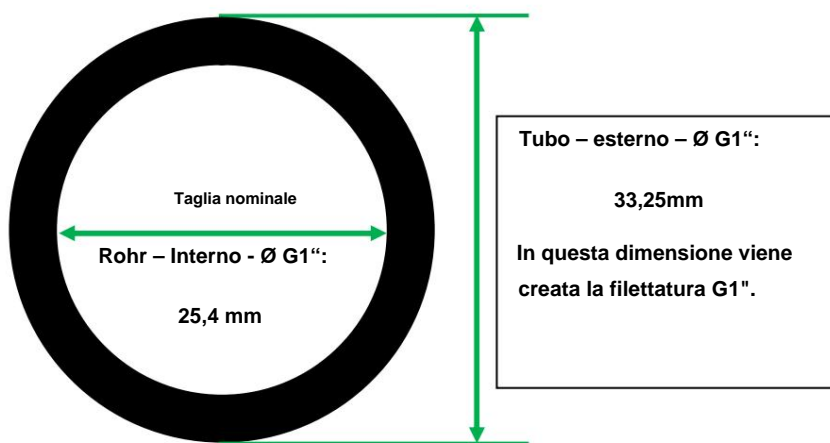 Taglia nominale
Rohr – Interno - Ø G1“:
25,4 mm
Tubo – esterno – Ø G1“:
33,25mm
In questa dimensione viene
creata la filettatura G1".